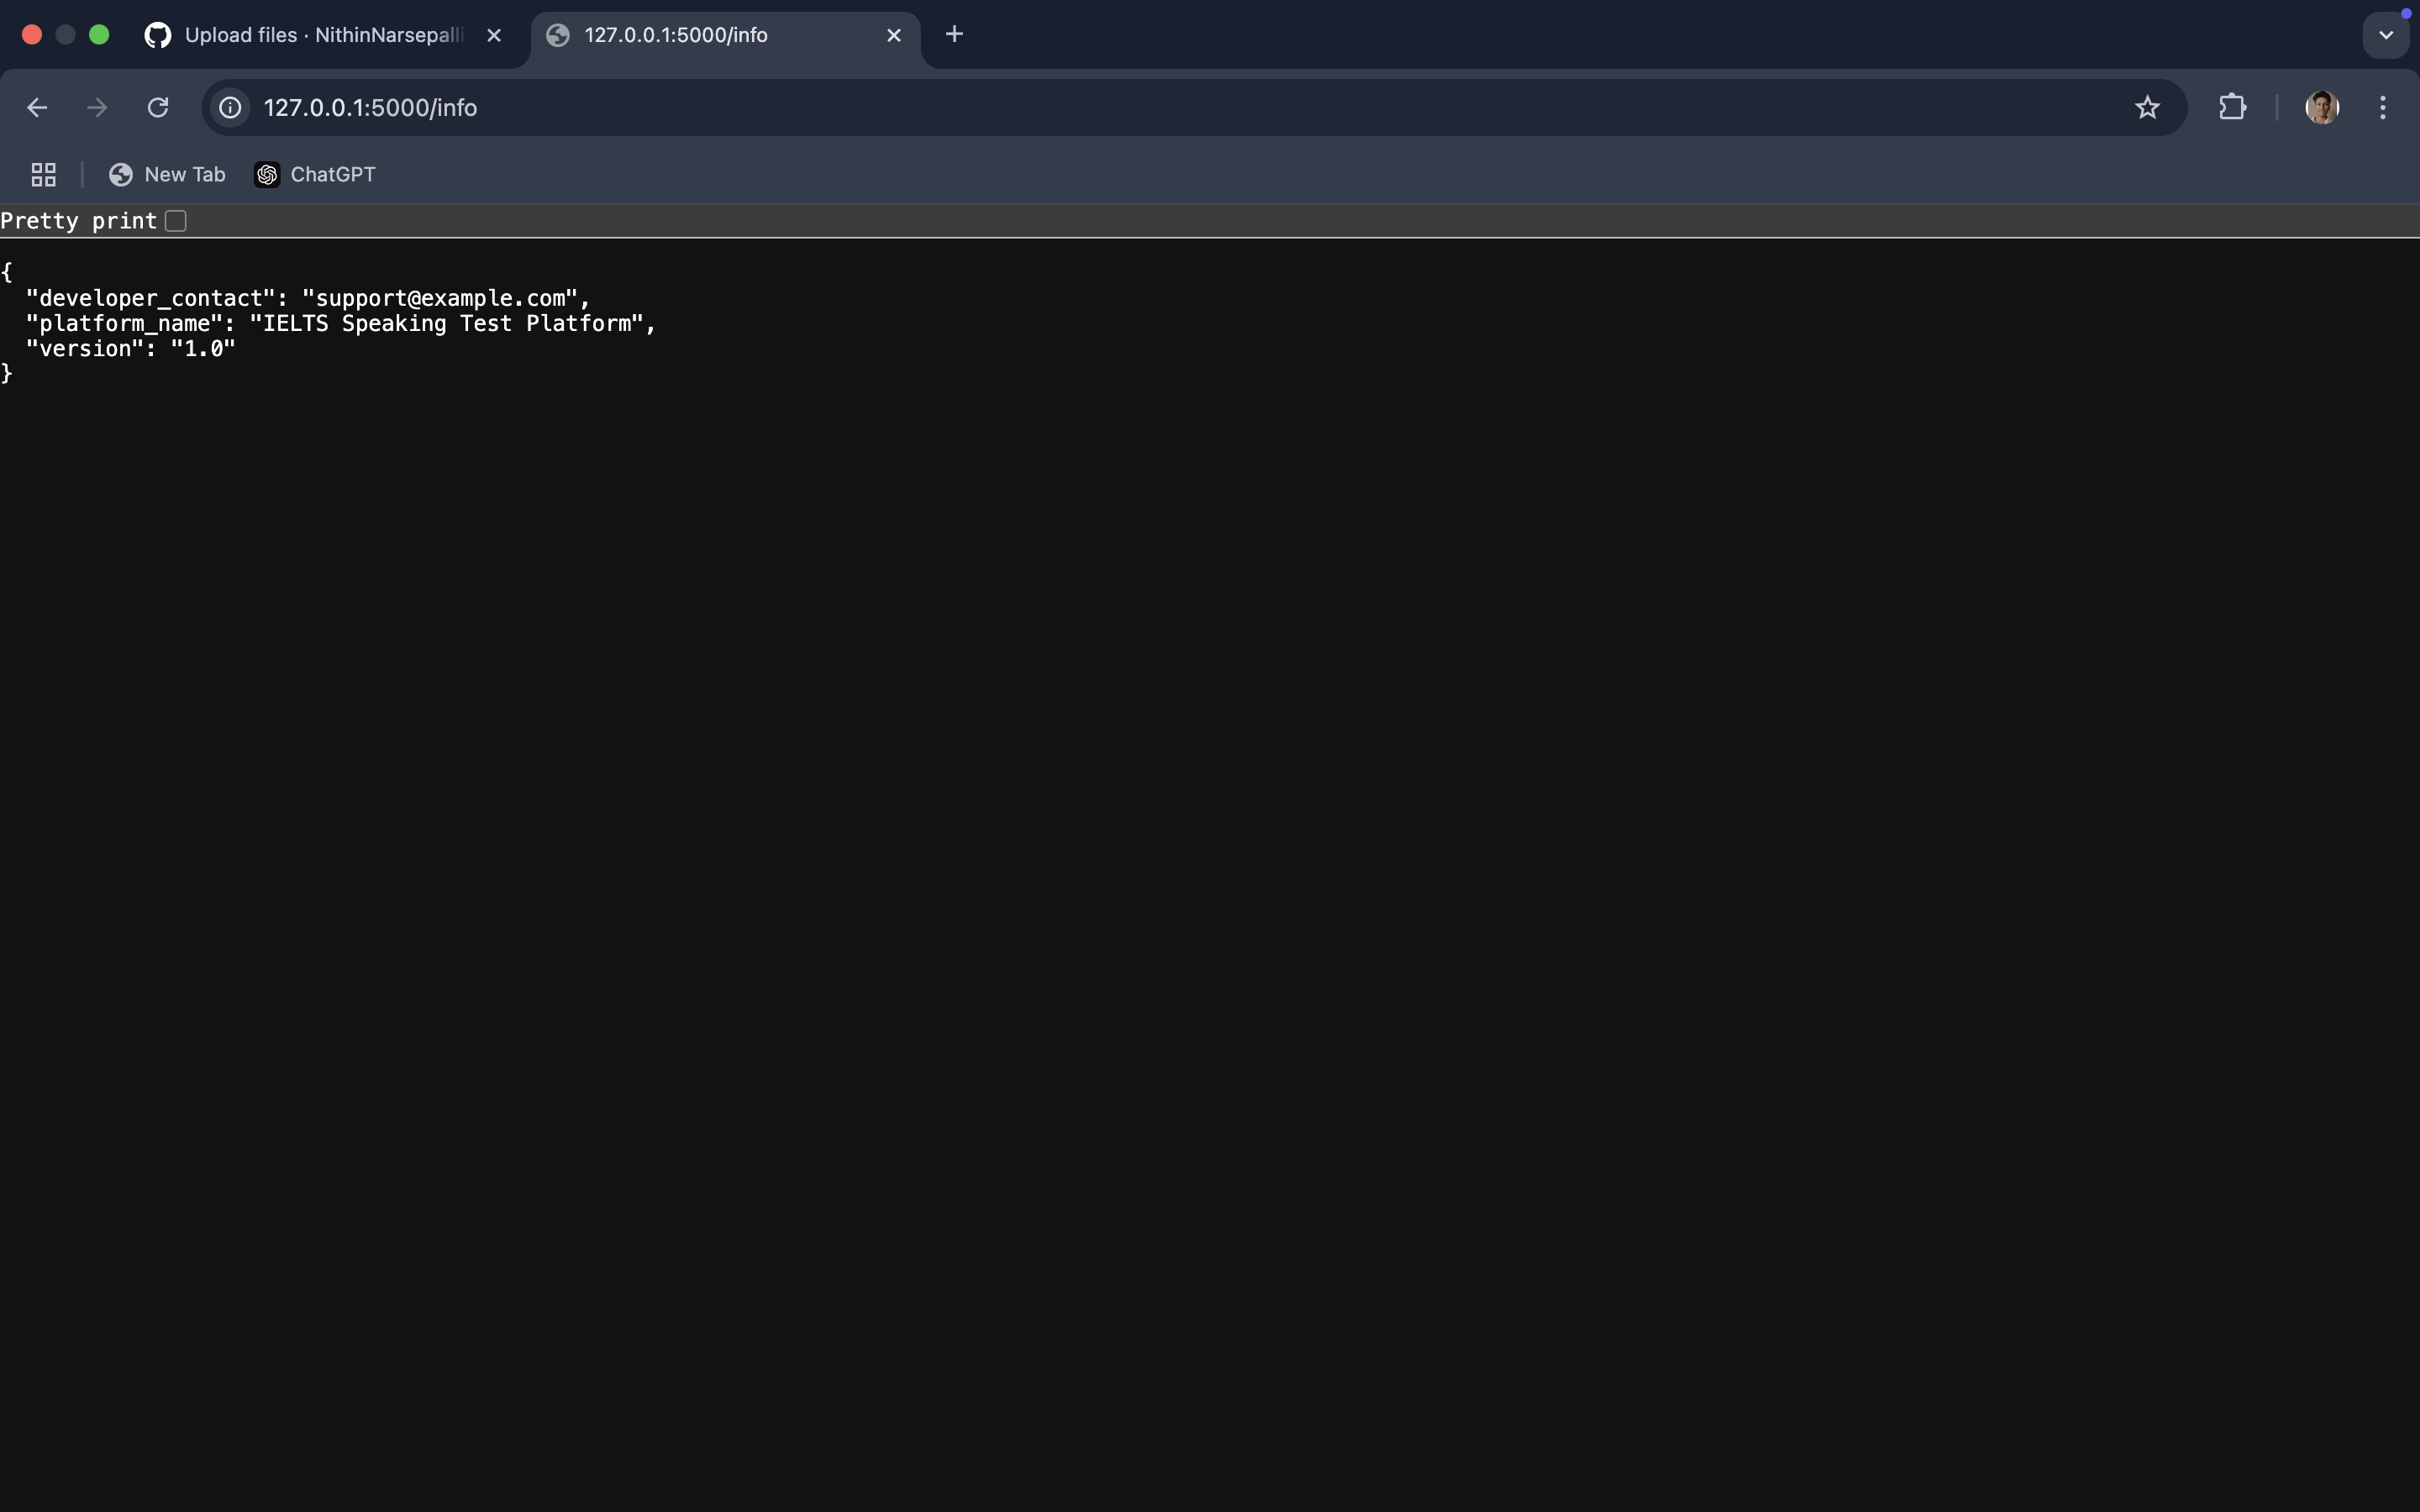 Upload files · NithinNarsepalli
127.0.0.1:5000/info
127.0.0.1:5000/info
New Tab
ChatGPT
Pretty print
{
"developer_contact": "support@example.com",
"platform_name": "IELTS Speaking Test Platform",
"version": "1.0"
}